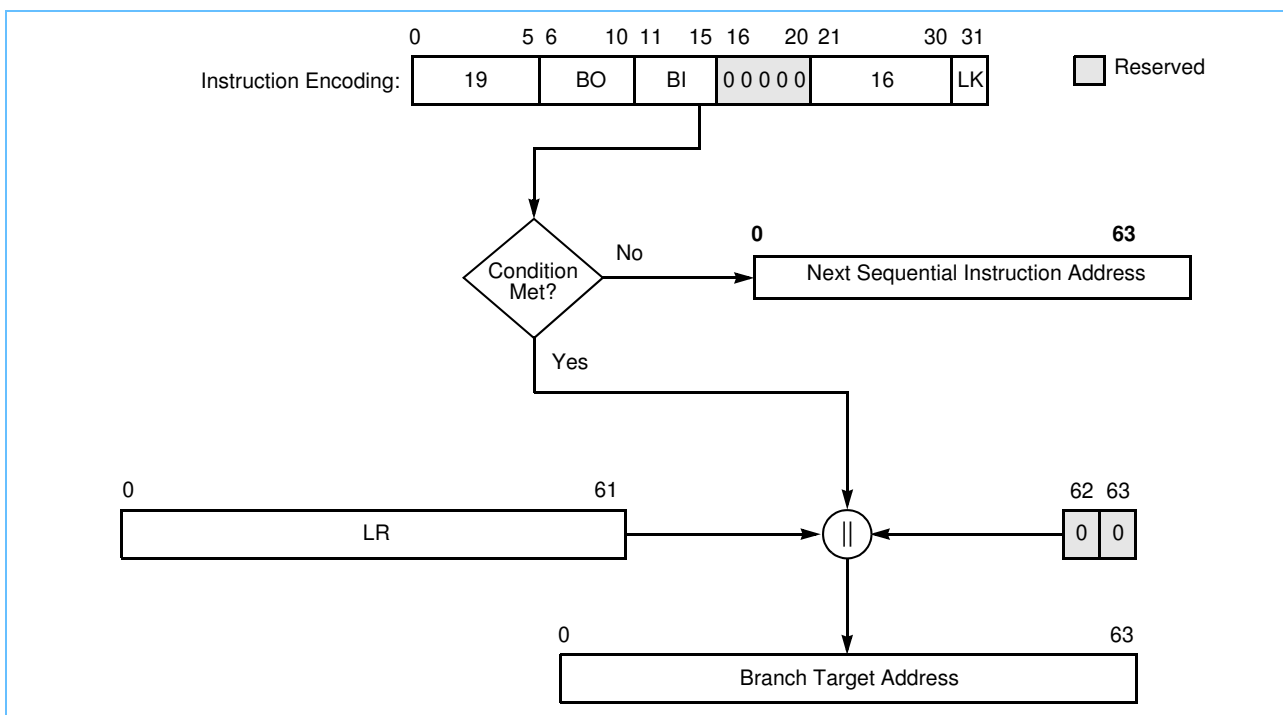 0 5 6 10 11 15 16 20 21 30 31
Instruction Encoding: 19 BO BI 0 0 0 0 0 16 LK
Reserved
Condition
Met?
No
0 63
Next Sequential Instruction Address
Yes
0 61
LR
||
62 63
0 0
0 63
Branch Target Address